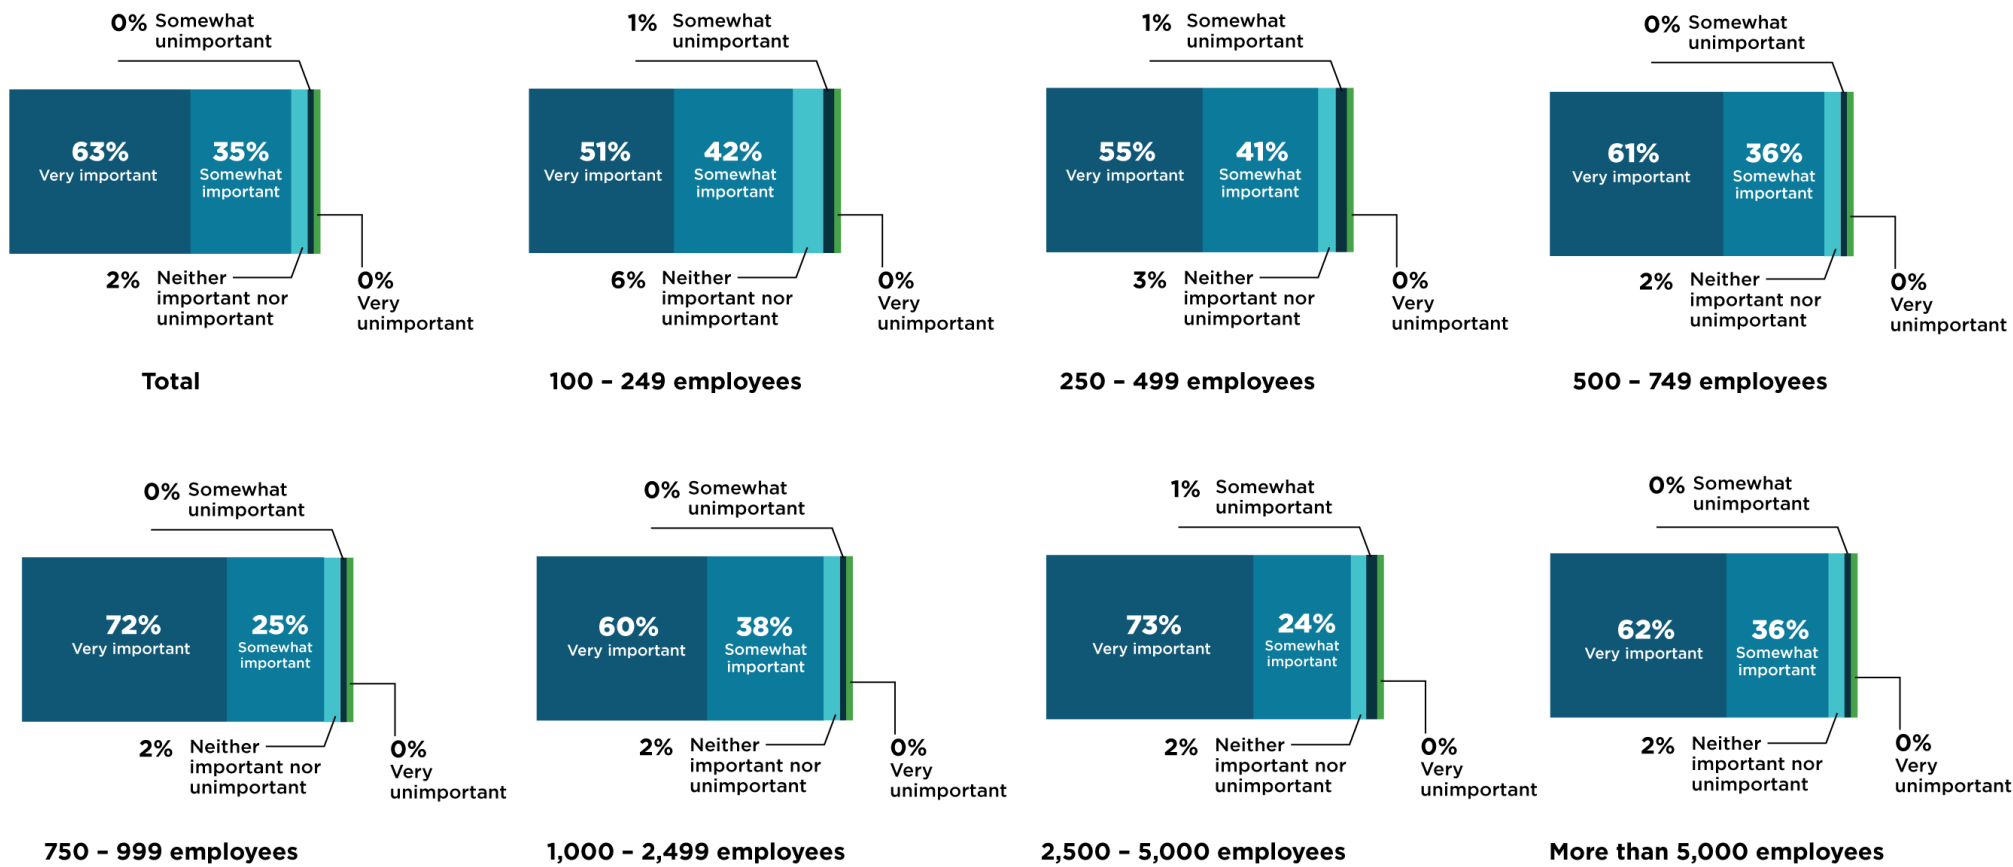 0% Somewhat
unimportant
63%
Very important
35%
Somewhat
important
2% Neither
important nor
unimportant
0%
Very
unimportant
Total
1% Somewhat
unimportant
51%
Very important
42%
Somewhat
important
6% Neither
important nor
unimportant
0%
Very
unimportant
100 – 249 employees
1% Somewhat
unimportant
55%
Very important
41%
Somewhat
important
3% Neither
important nor
unimportant
0%
Very
unimportant
250 – 499 employees
0% Somewhat
unimportant
61%
Very important
36%
Somewhat
important
2% Neither
important nor
unimportant
0%
Very
unimportant
500 – 749 employees
0% Somewhat
unimportant
72%
Very important
25%
Somewhat
important
2% Neither
important nor
unimportant
0%
Very
unimportant
750 – 999 employees
0% Somewhat
unimportant
60%
Very important
38%
Somewhat
important
2% Neither
important nor
unimportant
0%
Very
unimportant
1,000 – 2,499 employees
1% Somewhat
unimportant
73%
Very important
24%
Somewhat
important
2% Neither
important nor
unimportant
0%
Very
unimportant
2,500 – 5,000 employees
0% Somewhat
unimportant
62%
Very important
36%
Somewhat
important
2% Neither
important nor
unimportant
0%
Very
unimportant
More than 5,000 employees